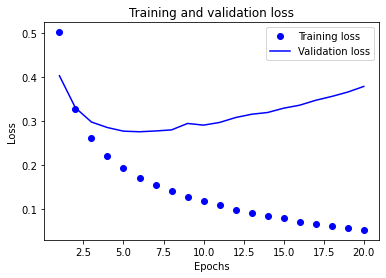 Training and validation loss
Training loss
Validation loss
Loss
0.5
0.4
0.3
0.2
0.1
2.5 5.0 7.5 10.0 12.5 15.0 17.5 20.0
Epochs